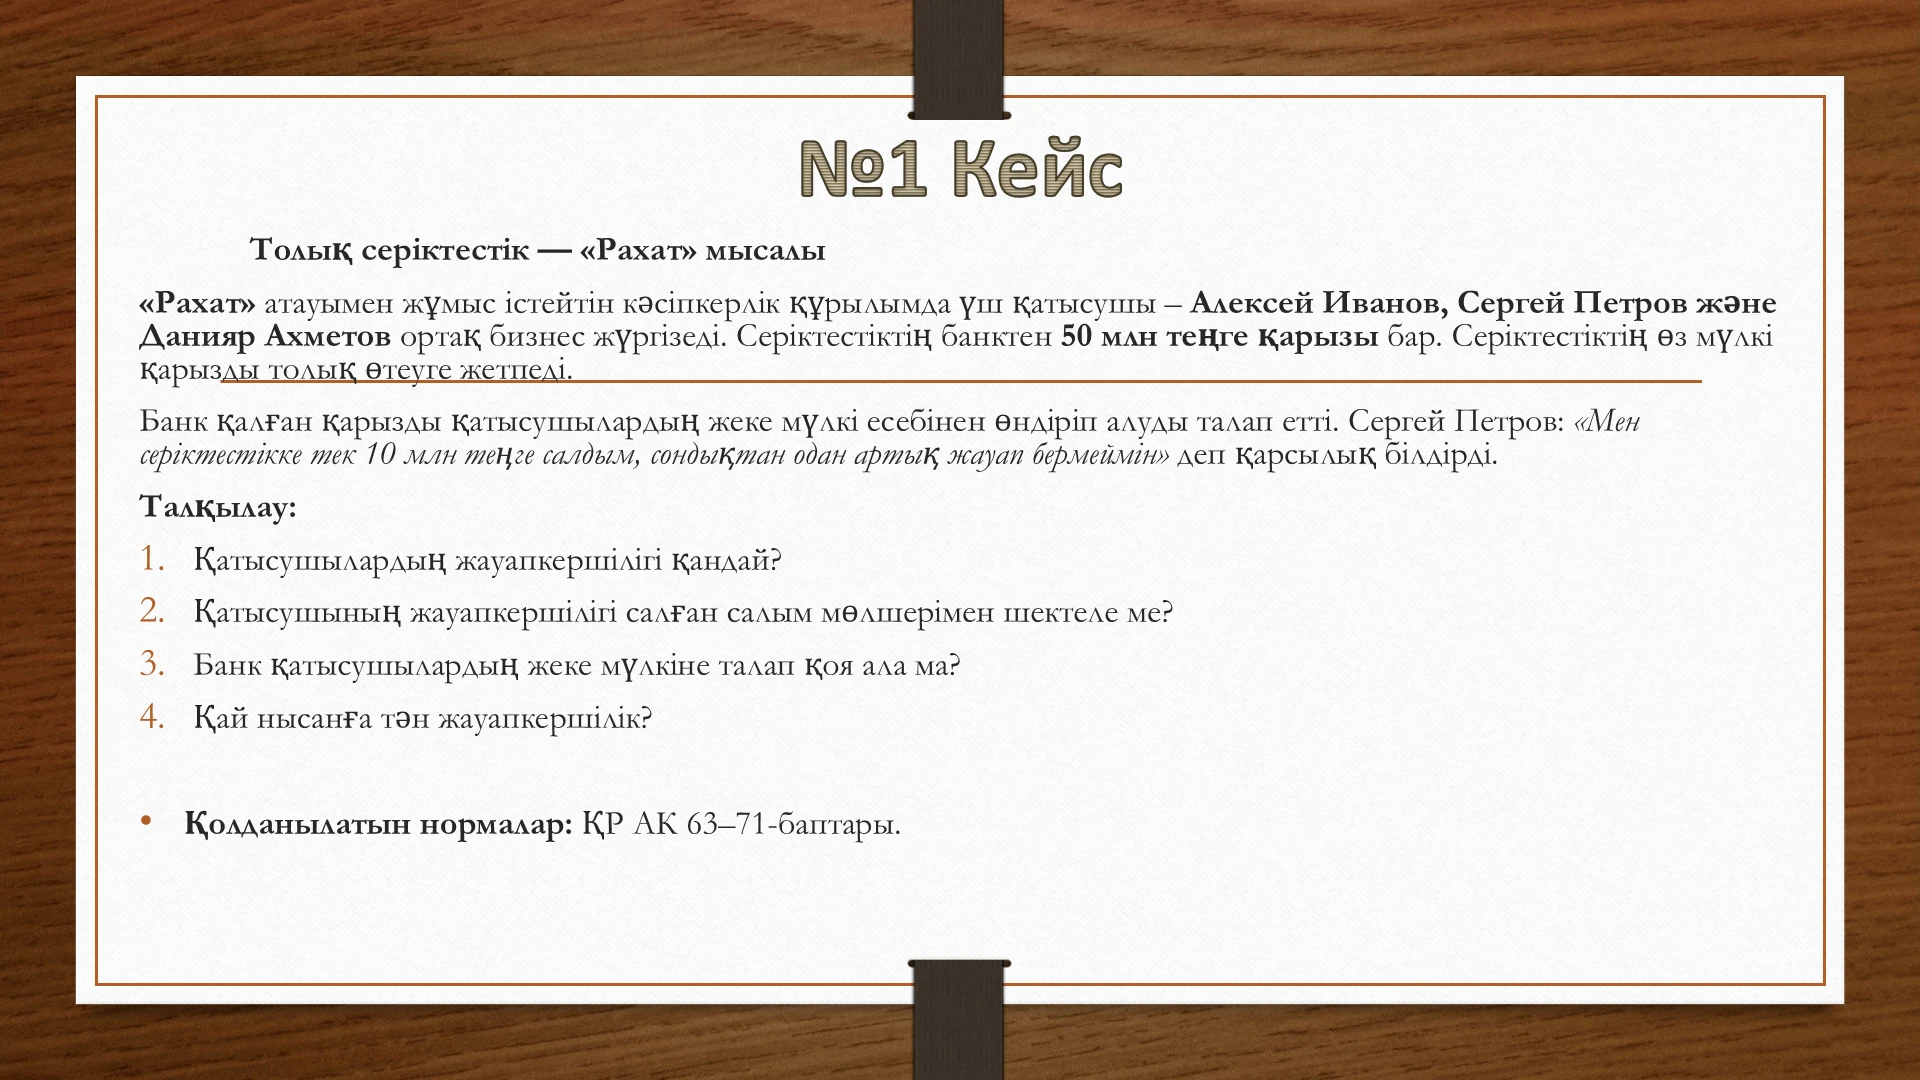 №1 Кейс
Толық серіктестік — «Рахат» мысалы
«Рахат» атауымен жұмыс істейтін кәсіпкерлік құрылымда үш қатысушы – Алексей Иванов, Сергей Петров және
Данияр Ахметов ортақ бизнес жүргізеді. Серіктестіктің банктен 50 млн теңге қарызы бар. Серіктестіктің өз мүлкі
қарызды толық өтеуге жетпеді.
Банк қалған қарызды қатысушылардың жеке мүлкі есебінен өндіріп алуды талап етті. Сергей Петров: «Мен
серіктестікке тек 10 млн теңге салдым, сондықтан одан артық жауап бермеймін» деп қарсылық білдірді.
Талқылау:
1. Қатысушылардың жауапкершілігі қандай?
2. Қатысушының жауапкершілігі салған салым мөлшерімен шектеле ме?
3. Банк қатысушылардың жеке мүлкіне талап қоя ала ма?
4. Қай нысанға тән жауапкершілік?
• Қолданылатын нормалар: ҚР АК 63–71-баптары.